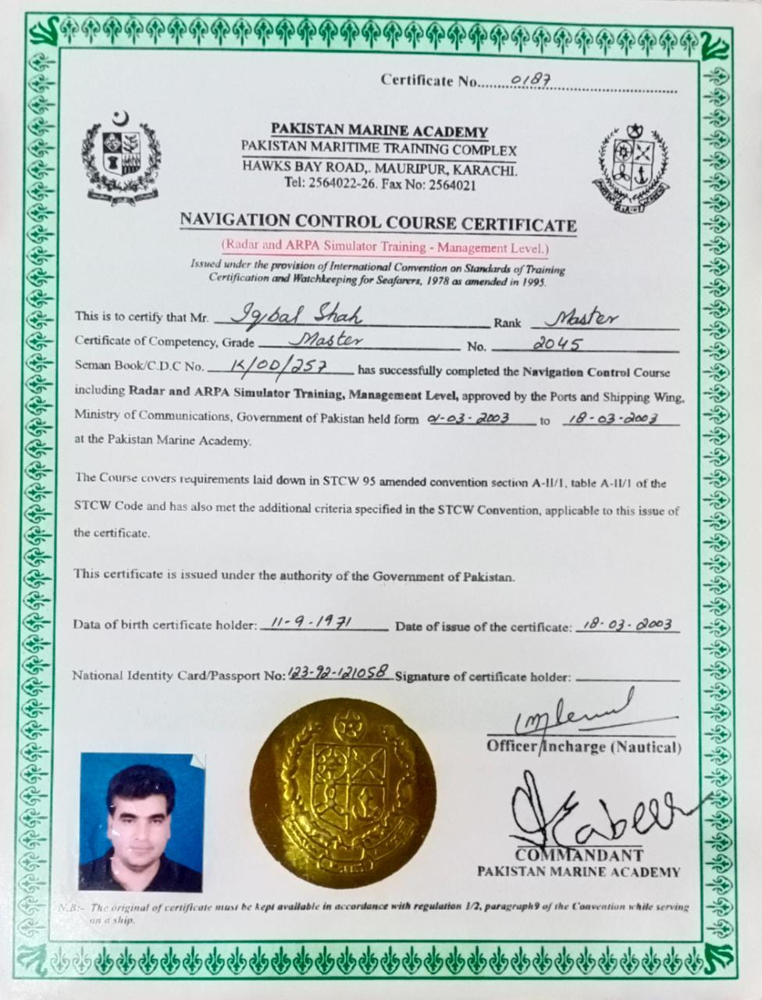 Certificate No. 0187
PAKISTAN MARINE ACADEMY
PAKISTAN MARITIME TRAINING COMPLEX
HAWKS BAY ROAD,. MAURIPUR, KARACHI.
Tel: 2564022-26. Fax No: 2564021
NAVIGATION CONTROL COURSE CERTIFICATE
(Radar and ARPA Simulator Training - Management Level.)
Issued under the provision of International Convention on Standards of Training
Certification and Watchkeeping for Seafarers, 1978 as amended in 1995.
This is to certify that Mr. Iqbal Shah Rank Master
Certificate of Competency, Grade Master No. 2045
Seman Book/C.D.C No. K/OD/257 has successfully completed the Navigation Control Course
including Radar and ARPA Simulator Training, Management Level, approved by the Ports and Shipping Wing,
Ministry of Communications, Government of Pakistan held form 01-03-2003 to 18-03-2003
at the Pakistan Marine Academy.
The Course covers requirements laid down in STCW 95 amended convention section A-II/1, table A-II/1 of the
STCW Code and has also met the additional criteria specified in the STCW Convention, applicable to this issue of
the certificate.
This certificate is issued under the authority of the Government of Pakistan.
Data of birth certificate holder: 11-9-1971 Date of issue of the certificate: 18-03-2003
National Identity Card/Passport No: 123-92-121058 Signature of certificate holder:
Officer Incharge (Nautical)
COMMANDANT
PAKISTAN MARINE ACADEMY
N.B:- The original of certificate must be kept available in accordance with regulation 1/2, paragraph9 of the Convention while serving
on a ship.